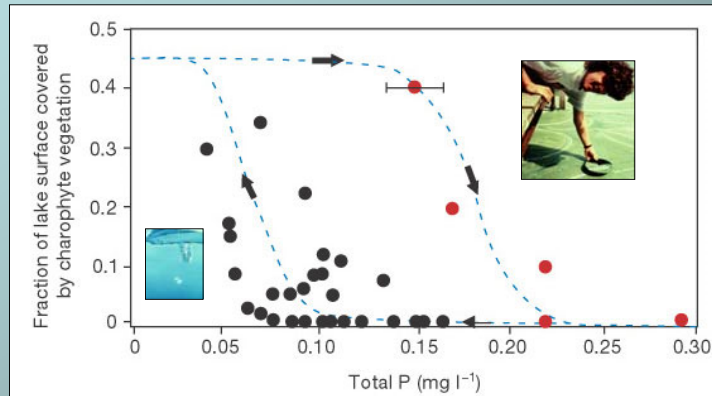 0.5
0.4
0.3
0.2
0.1
0
Fraction of lake surface covered
by charophyte vegetation
0 0.05 0.10 0.15 0.20 0.25 0.30
Total P (mg l⁻¹)